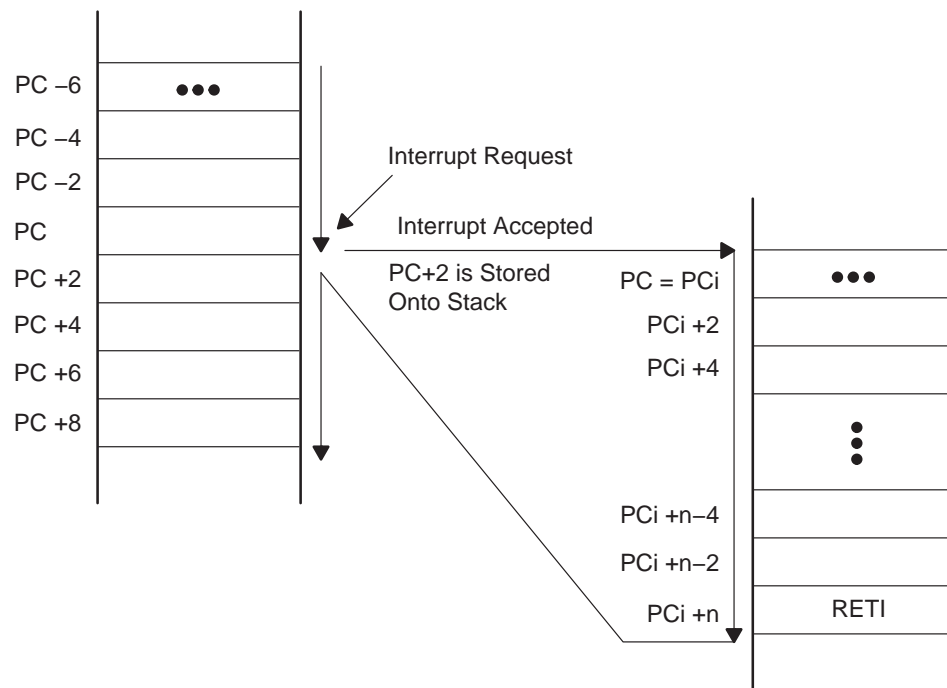 PC −6
PC −4
PC −2
PC
PC +2
PC +4
PC +6
PC +8
Interrupt Request
Interrupt Accepted
PC+2 is Stored
Onto Stack
PC = PCi
PCi +2
PCi +4
PCi +n−4
PCi +n−2
PCi +n
RETI